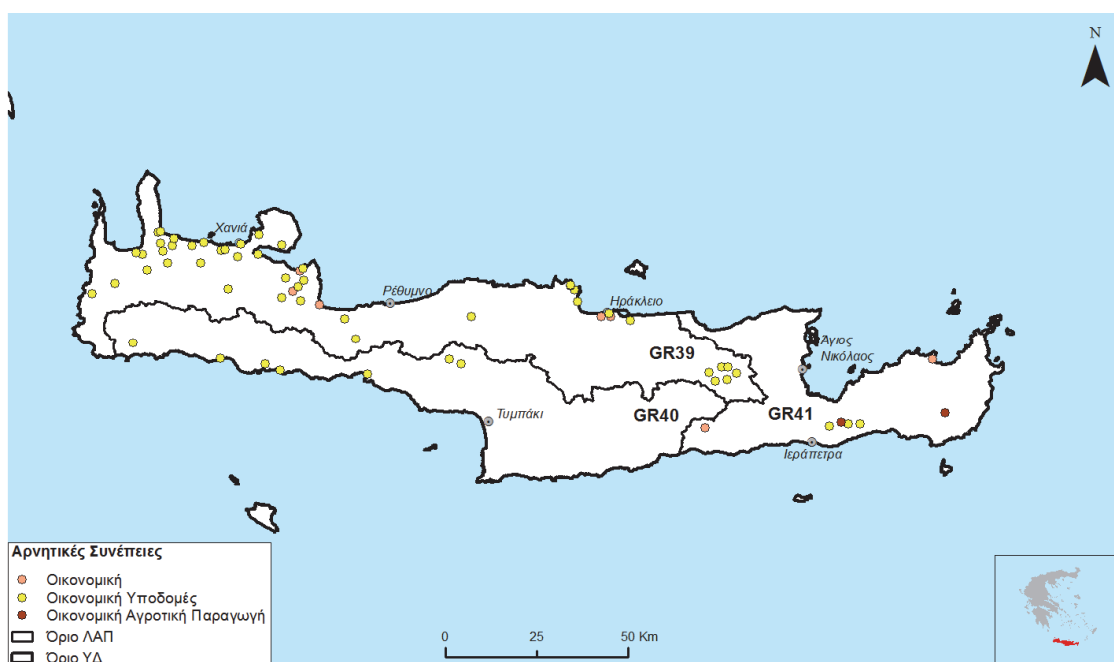 N
Χανιά
Ρέθυμνο
Ηράκλειο
GR39
Άγιος
Νικόλαος
GR40
GR41
Τυμπάκι
Ιεράπετρα
Αρνητικές Συνέπειες
Οικονομική
Οικονομική Υποδομές
Οικονομική Αγροτική Παραγωγή
Όριο ΛΑΠ
Όριο ΥΔ
0 25 50 Km